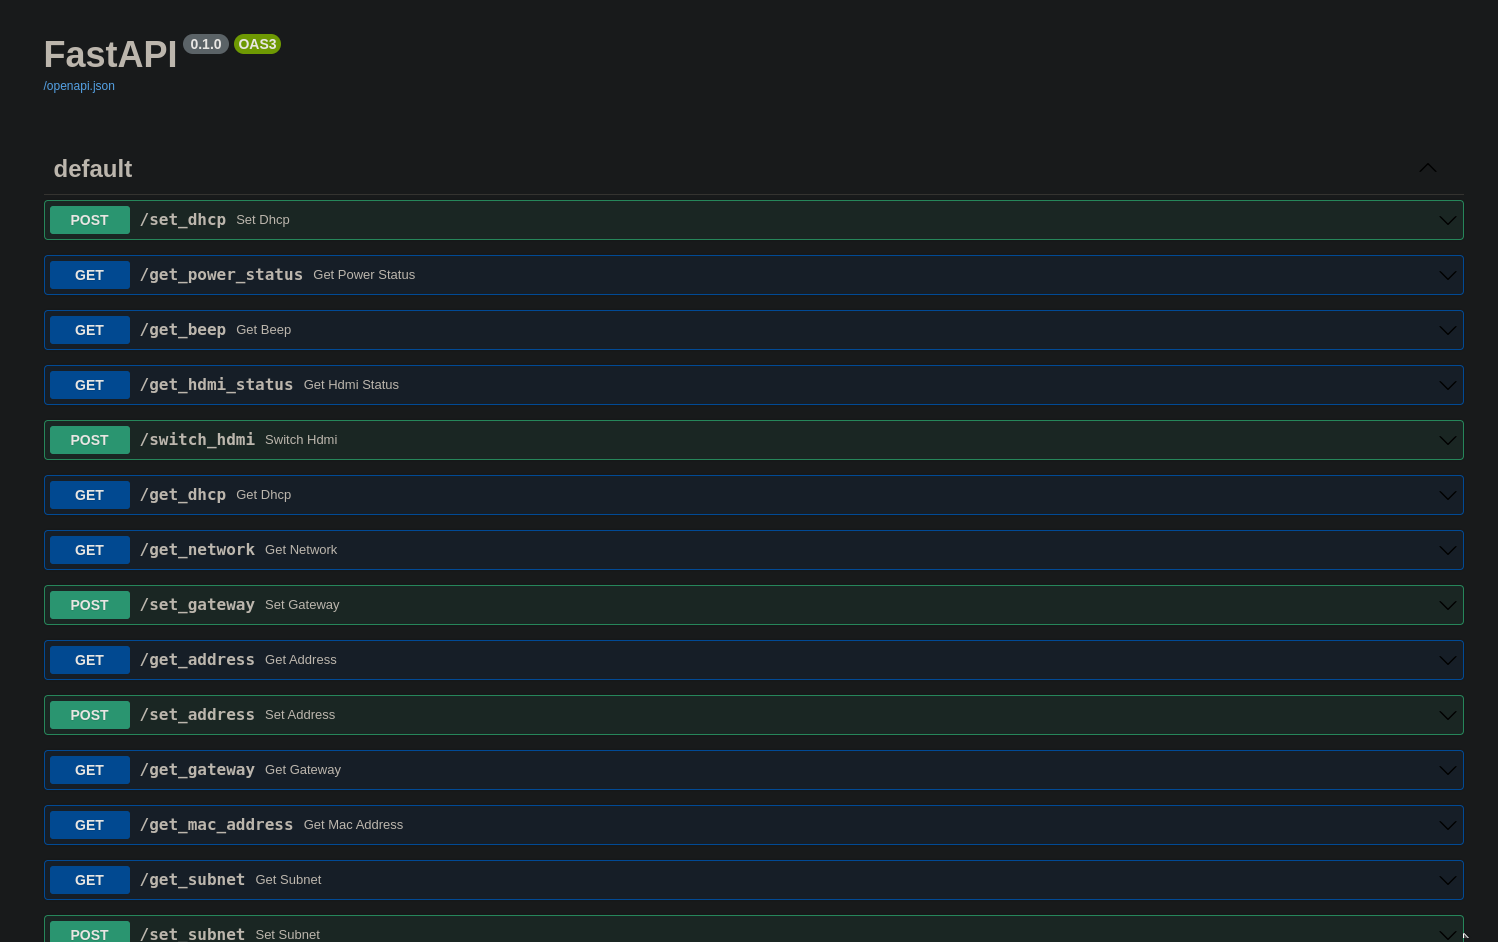 FastAPI 0.1.0 OAS3
/openapi.json
default
POST /set_dhcp Set Dhcp
GET /get_power_status Get Power Status
GET /get_beep Get Beep
GET /get_hdmi_status Get Hdmi Status
POST /switch_hdmi Switch Hdmi
GET /get_dhcp Get Dhcp
GET /get_network Get Network
POST /set_gateway Set Gateway
GET /get_address Get Address
POST /set_address Set Address
GET /get_gateway Get Gateway
GET /get_mac_address Get Mac Address
GET /get_subnet Get Subnet
POST /set_subnet Set Subnet